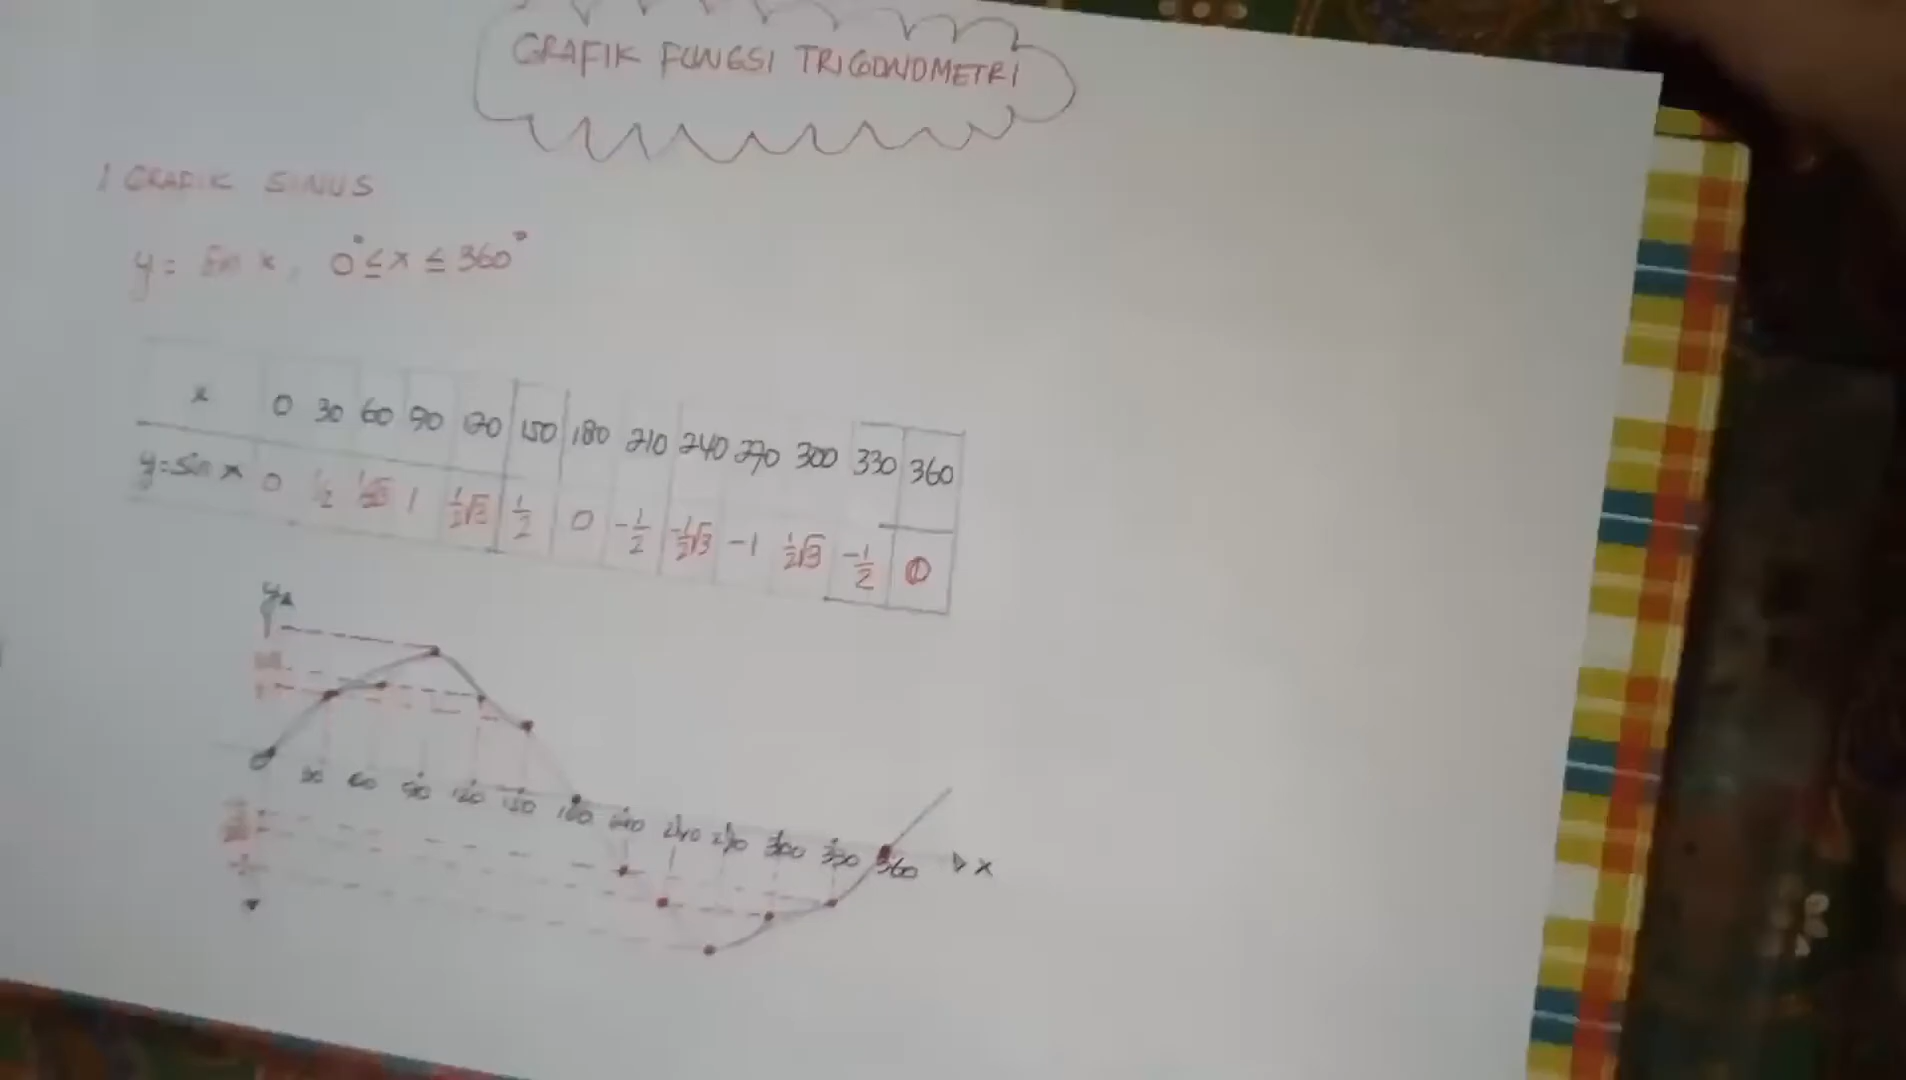 GRAFIK FUNGSI TRIGONOMETRI
1 GRAFIK SINUS
y = sin x, 0° ≤ x ≤ 360°
x 0 30 60 90 120 150 180 210 240 270 300 330 360
y = sin x 0 1/2 1/2√3 1 1/2√3 1/2 0 -1/2 -1/2√3 -1 1/2√3 -1/2 0
y
30 60 90 120 150 180 240 270 300 330 360 x